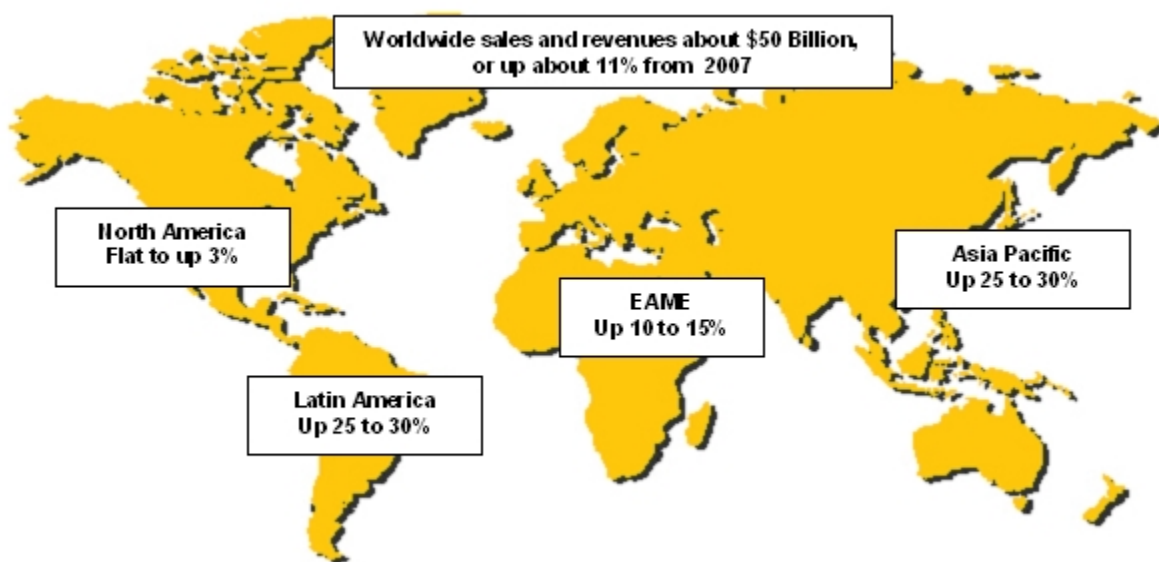 Worldwide sales and revenues about $50 Billion,
or up about 11% from 2007
North America
Flat to up 3%
Asia Pacific
Up 25 to 30%
EAME
Up 10 to 15%
Latin America
Up 25 to 30%